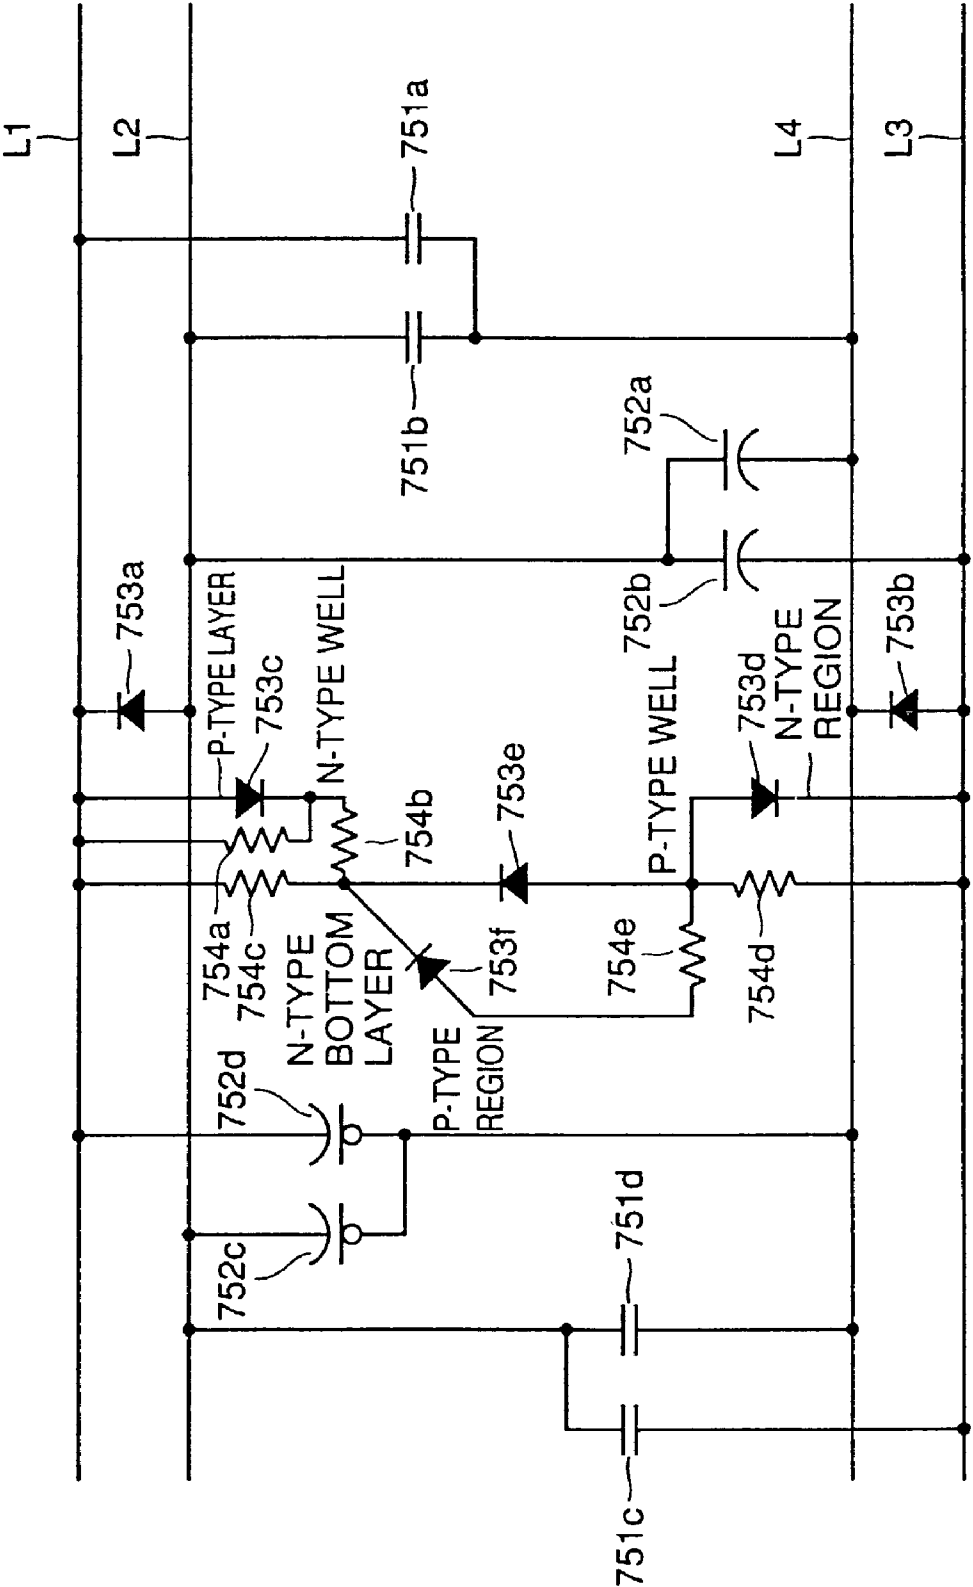 L1
L2
L4
L3
751a
751b
752a
752b
753a
P-TYPE LAYER
753c
N-TYPE WELL
754b
753e
P-TYPE WELL
753d
N-TYPE
REGION
753b
754a
754c
N-TYPE
BOTTOM
LAYER
753f
754e
754d
P-TYPE
REGION
752d
752c
751d
751c